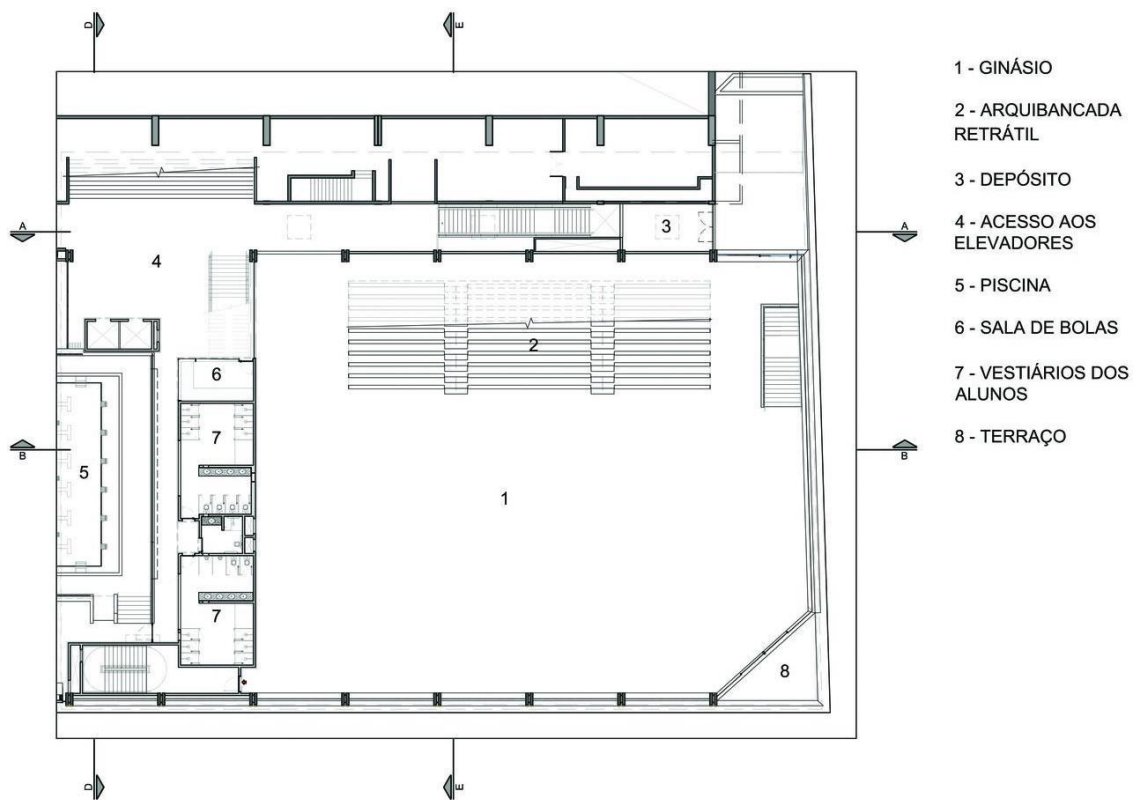 D
E
1 - GINÁSIO
2 - ARQUIBANCADA
RETRÁTIL
3 - DEPÓSITO
4 - ACESSO AOS
ELEVADORES
5 - PISCINA
6 - SALA DE BOLAS
7 - VESTIÁRIOS DOS
ALUNOS
8 - TERRAÇO
A
3
A
4
2
6
7
B
5
B
1
7
8
D
E